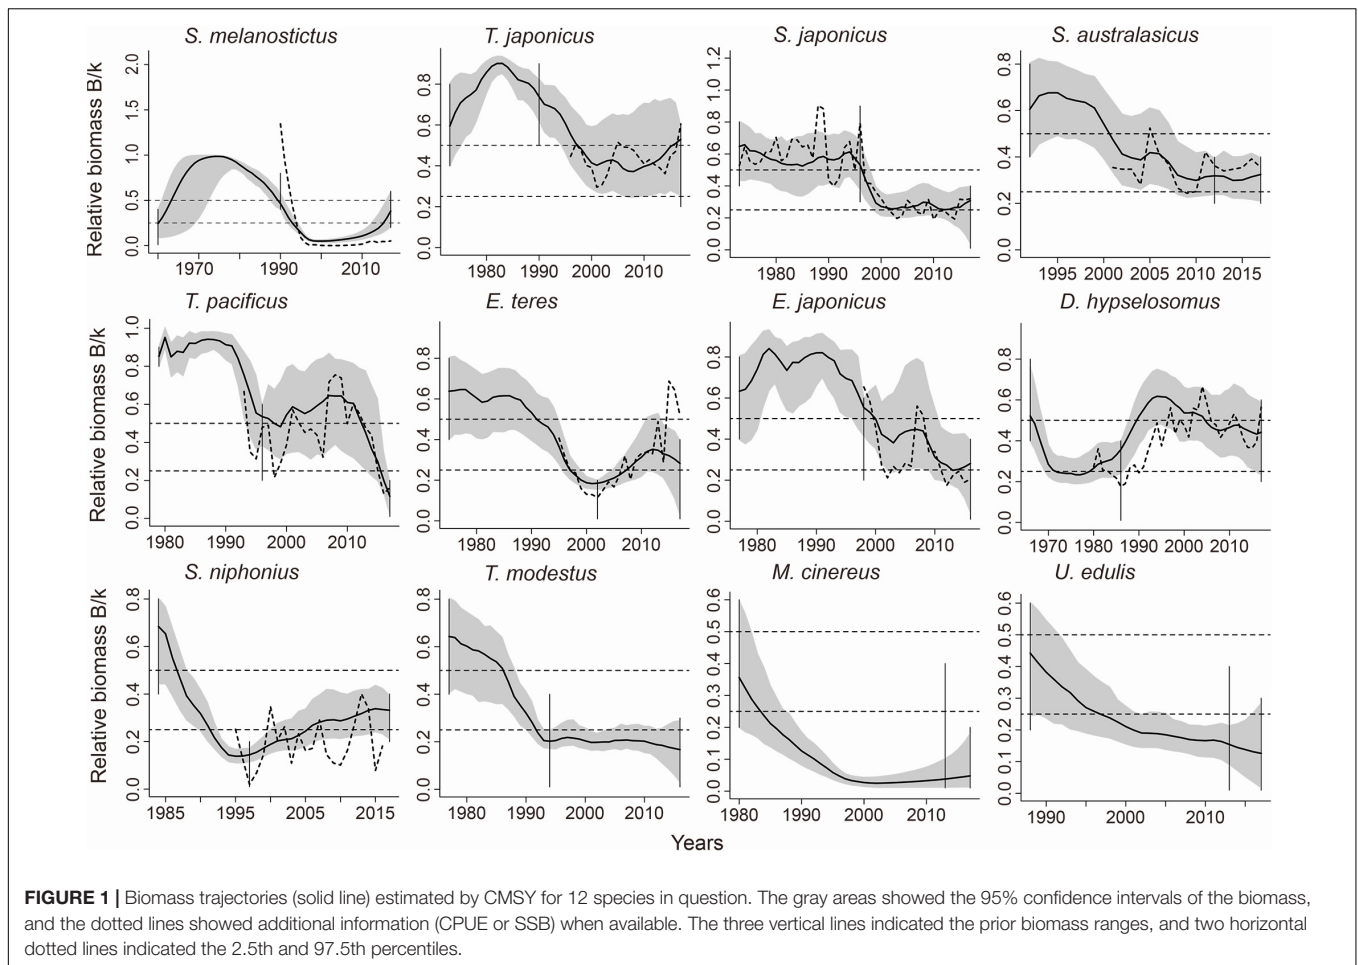 S. melanostictus
T. japonicus
S. japonicus
S. australasicus
Relative biomass B/k
0.0 0.5 1.0 1.5 2.0
1970 1990 2010
0.0 0.2 0.4 0.6 0.8
1980 1990 2000 2010
0.0 0.2 0.4 0.6 0.8 1.0 1.2
1980 1990 2000 2010
0.0 0.2 0.4 0.6 0.8
1995 2000 2005 2010 2015
T. pacificus
E. teres
E. japonicus
D. hypselosomus
Relative biomass B/k
0.0 0.2 0.4 0.6 0.8 1.0
1980 1990 2000 2010
0.0 0.2 0.4 0.6 0.8
1980 1990 2000 2010
0.0 0.2 0.4 0.6 0.8
1980 1990 2000 2010
0.0 0.2 0.4 0.6 0.8
1970 1980 1990 2000 2010
S. niphonius
T. modestus
M. cinereus
U. edulis
Relative biomass B/k
0.0 0.2 0.4 0.6 0.8
1985 1995 2005 2015
0.0 0.2 0.4 0.6 0.8
1980 1990 2000 2010
0.0 0.1 0.2 0.3 0.4 0.5 0.6
1980 1990 2000 2010
0.0 0.1 0.2 0.3 0.4 0.5 0.6
1990 2000 2010
Years
FIGURE 1 | Biomass trajectories (solid line) estimated by CMSY for 12 species in question. The gray areas showed the 95% confidence intervals of the biomass,
and the dotted lines showed additional information (CPUE or SSB) when available. The three vertical lines indicated the prior biomass ranges, and two horizontal
dotted lines indicated the 2.5th and 97.5th percentiles.